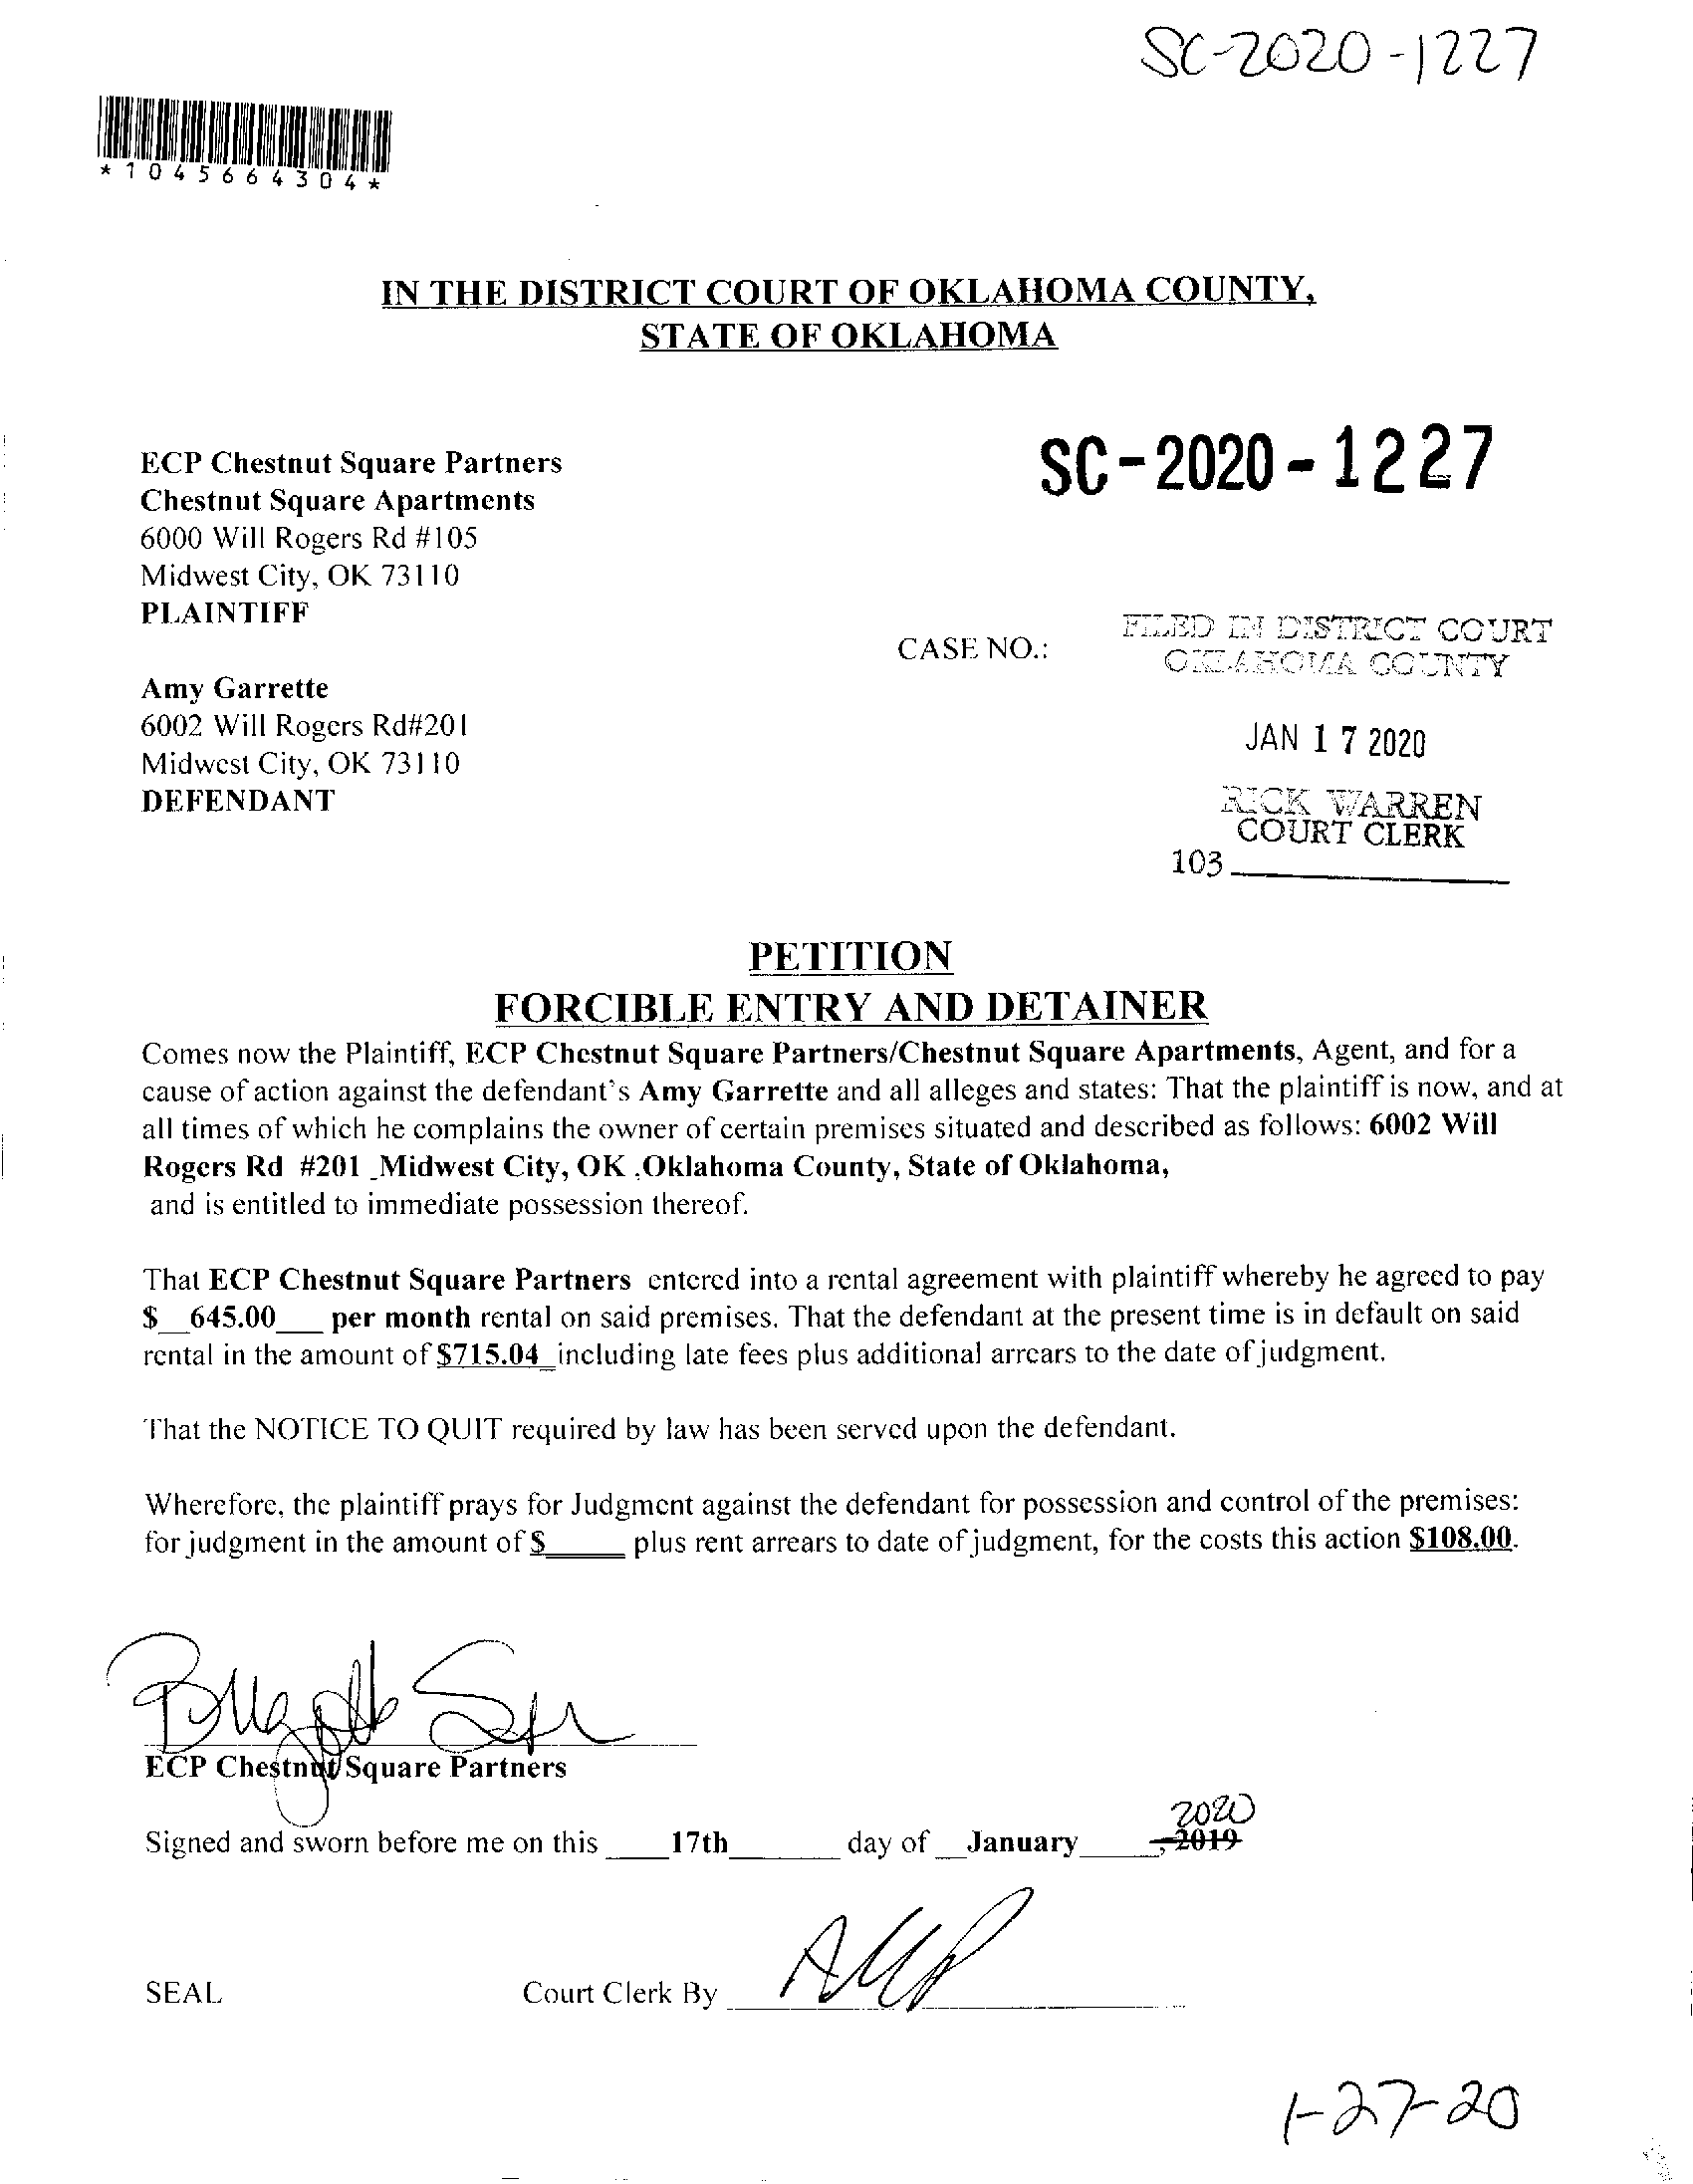 SC-2020-1227
*1045664304*
IN THE DISTRICT COURT OF OKLAHOMA COUNTY,
STATE OF OKLAHOMA
ECP Chestnut Square Partners
Chestnut Square Apartments
6000 Will Rogers Rd #105
Midwest City, OK 73110
PLAINTIFF
SC-2020-1227
CASE NO.:
FILED IN DISTRICT COURT
OKLAHOMA COUNTY
Amy Garrette
6002 Will Rogers Rd#201
Midwest City, OK 73110
DEFENDANT
JAN 17 2020
RICK WARREN
COURT CLERK
103
PETITION
FORCIBLE ENTRY AND DETAINER
Comes now the Plaintiff, ECP Chestnut Square Partners/Chestnut Square Apartments, Agent, and for a
cause of action against the defendant's Amy Garrette and all alleges and states: That the plaintiff is now, and at
all times of which he complains the owner of certain premises situated and described as follows: 6002 Will
Rogers Rd #201 _Midwest City, OK .Oklahoma County, State of Oklahoma,
and is entitled to immediate possession thereof.
That ECP Chestnut Square Partners entered into a rental agreement with plaintiff whereby he agreed to pay
$__645.00___ per month rental on said premises. That the defendant at the present time is in default on said
rental in the amount of $715.04_including late fees plus additional arrears to the date of judgment.
That the NOTICE TO QUIT required by law has been served upon the defendant.
Wherefore, the plaintiff prays for Judgment against the defendant for possession and control of the premises:
for judgment in the amount of $_____ plus rent arrears to date of judgment, for the costs this action $108.00.
ECP Chestnut Square Partners
2020
Signed and sworn before me on this ____17th_______ day of __January_____, 2019
SEAL
Court Clerk By
1-27-20